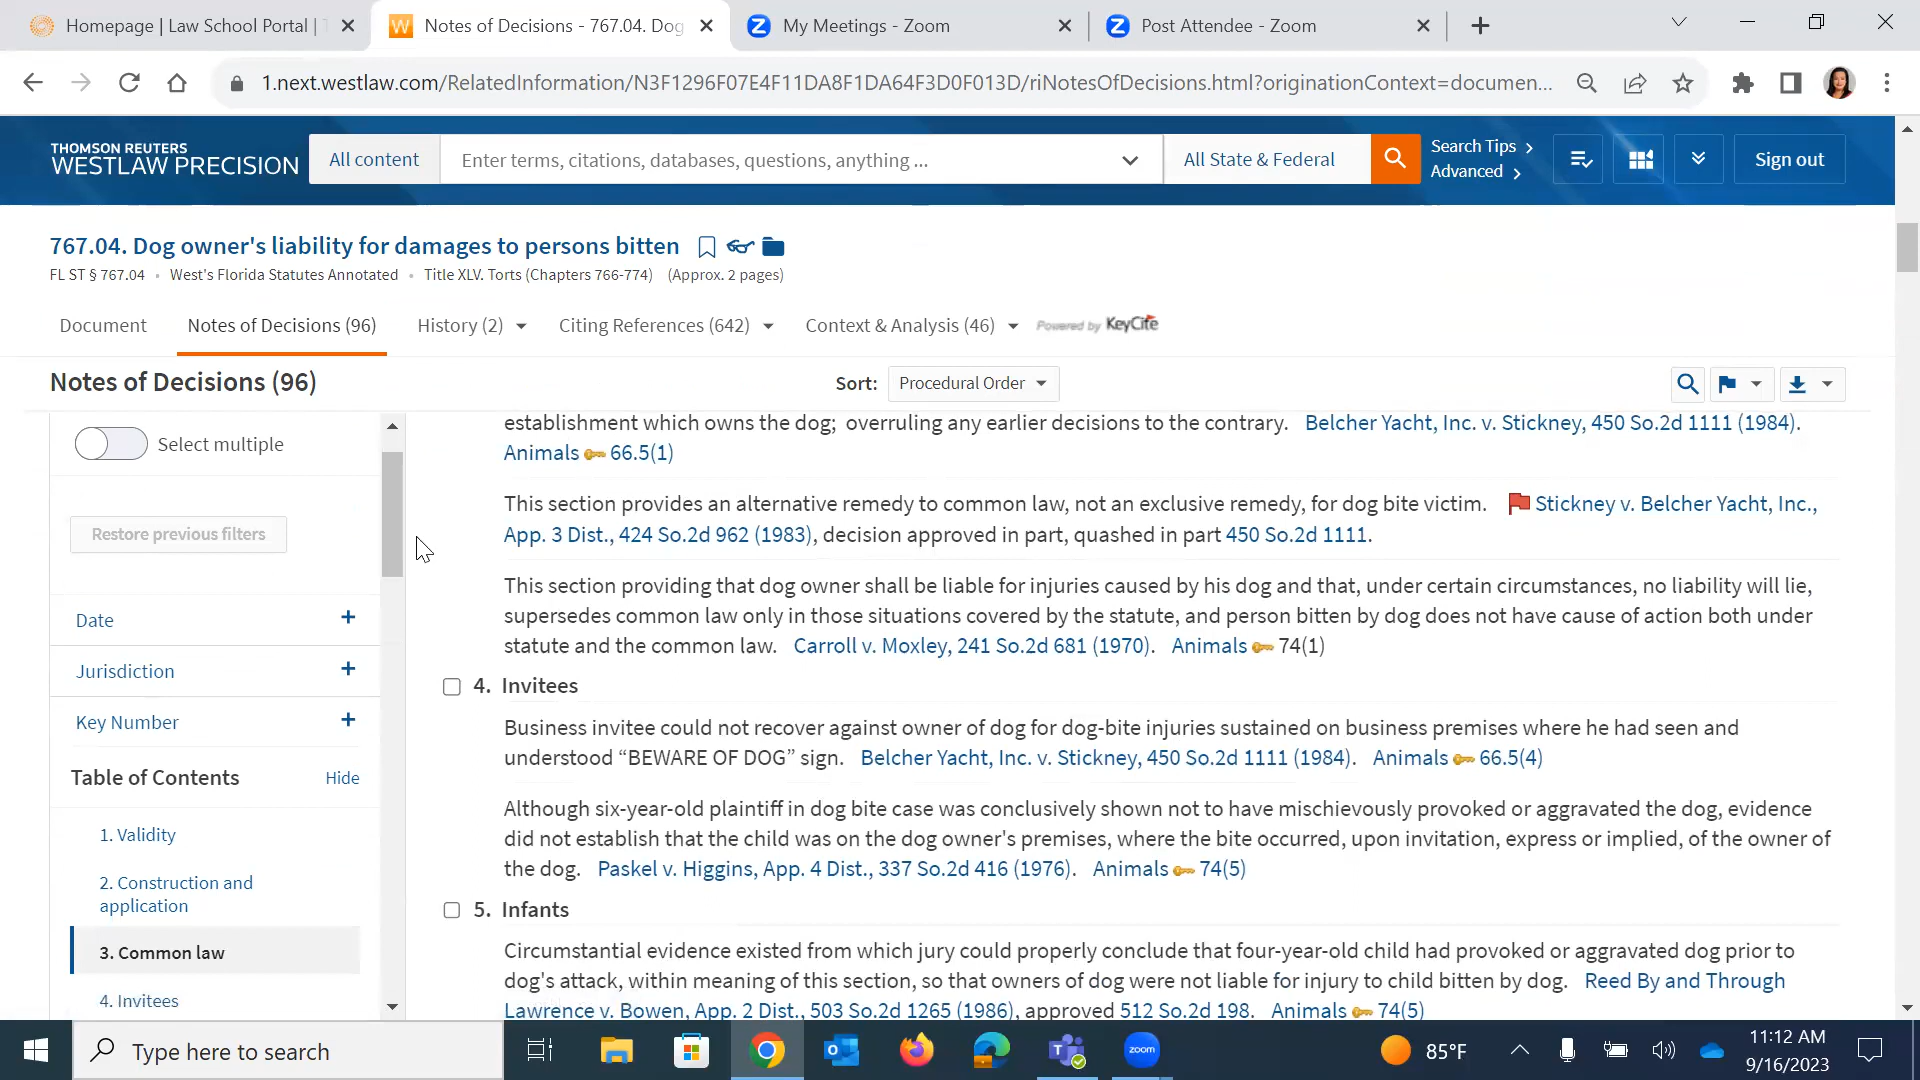 Homepage | Law School Portal |
Notes of Decisions - 767.04. Dog
My Meetings - Zoom
Post Attendee - Zoom
1.next.westlaw.com/RelatedInformation/N3F1296F07E4F11DA8F1DA64F3D0F013D/riNotesOfDecisions.html?originationContext=documen...
THOMSON REUTERS
WESTLAW PRECISION
All content
Enter terms, citations, databases, questions, anything ...
All State & Federal
Search Tips
Advanced
Sign out
767.04. Dog owner's liability for damages to persons bitten
FL ST § 767.04 • West's Florida Statutes Annotated • Title XLV. Torts (Chapters 766-774) (Approx. 2 pages)
Document
Notes of Decisions (96)
History (2)
Citing References (642)
Context & Analysis (46)
Powered by KeyCite
Notes of Decisions (96)
Sort:
Procedural Order
Select multiple
Restore previous filters
Date
Jurisdiction
Key Number
Table of Contents
Hide
1. Validity
2. Construction and
application
3. Common law
4. Invitees
establishment which owns the dog; overruling any earlier decisions to the contrary. Belcher Yacht, Inc. v. Stickney, 450 So.2d 1111 (1984).
Animals 66.5(1)
This section provides an alternative remedy to common law, not an exclusive remedy, for dog bite victim. Stickney v. Belcher Yacht, Inc.,
App. 3 Dist., 424 So.2d 962 (1983), decision approved in part, quashed in part 450 So.2d 1111.
This section providing that dog owner shall be liable for injuries caused by his dog and that, under certain circumstances, no liability will lie,
supersedes common law only in those situations covered by the statute, and person bitten by dog does not have cause of action both under
statute and the common law. Carroll v. Moxley, 241 So.2d 681 (1970). Animals 74(1)
4. Invitees
Business invitee could not recover against owner of dog for dog-bite injuries sustained on business premises where he had seen and
understood “BEWARE OF DOG” sign. Belcher Yacht, Inc. v. Stickney, 450 So.2d 1111 (1984). Animals 66.5(4)
Although six-year-old plaintiff in dog bite case was conclusively shown not to have mischievously provoked or aggravated the dog, evidence
did not establish that the child was on the dog owner's premises, where the bite occurred, upon invitation, express or implied, of the owner of
the dog. Paskel v. Higgins, App. 4 Dist., 337 So.2d 416 (1976). Animals 74(5)
5. Infants
Circumstantial evidence existed from which jury could properly conclude that four-year-old child had provoked or aggravated dog prior to
dog's attack, within meaning of this section, so that owners of dog were not liable for injury to child bitten by dog. Reed By and Through
Lawrence v. Bowen, App. 2 Dist., 503 So.2d 1265 (1986), approved 512 So.2d 198. Animals 74(5)
Type here to search
zoom
85°F
11:12 AM
9/16/2023